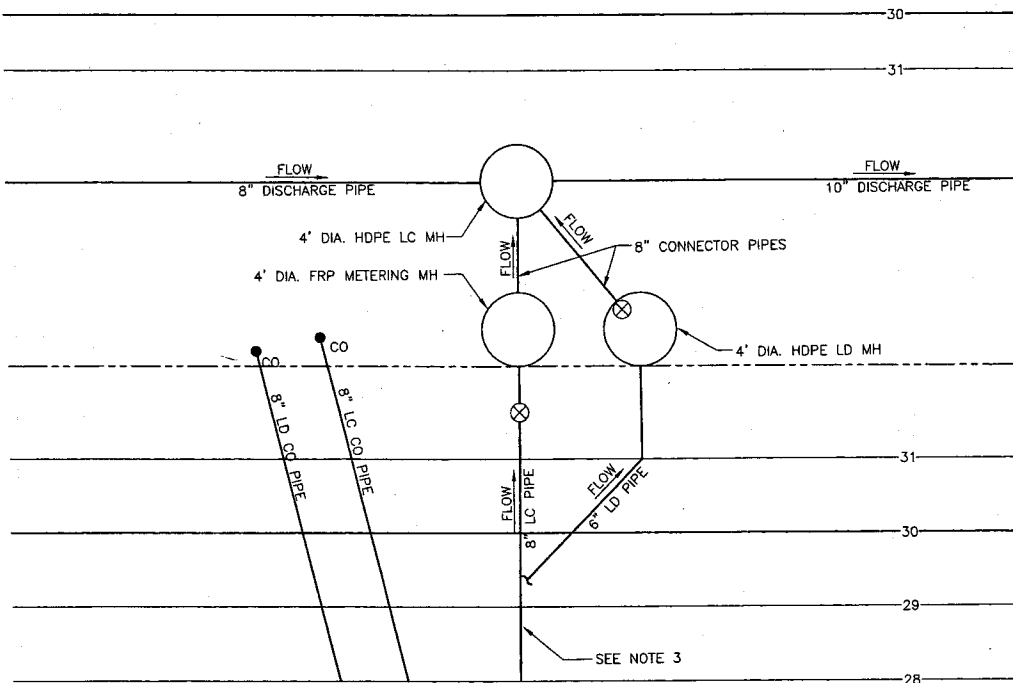 30
31
FLOW
8" DISCHARGE PIPE
FLOW
10" DISCHARGE PIPE
4' DIA. HDPE LC MH
FLOW
FLOW
8" CONNECTOR PIPES
4' DIA. FRP METERING MH
4' DIA. HDPE LD MH
CO
CO
8" LD CO PIPE
8" LC CO PIPE
31
FLOW
8" LC PIPE
FLOW
6" LD PIPE
30
29
SEE NOTE 3
28